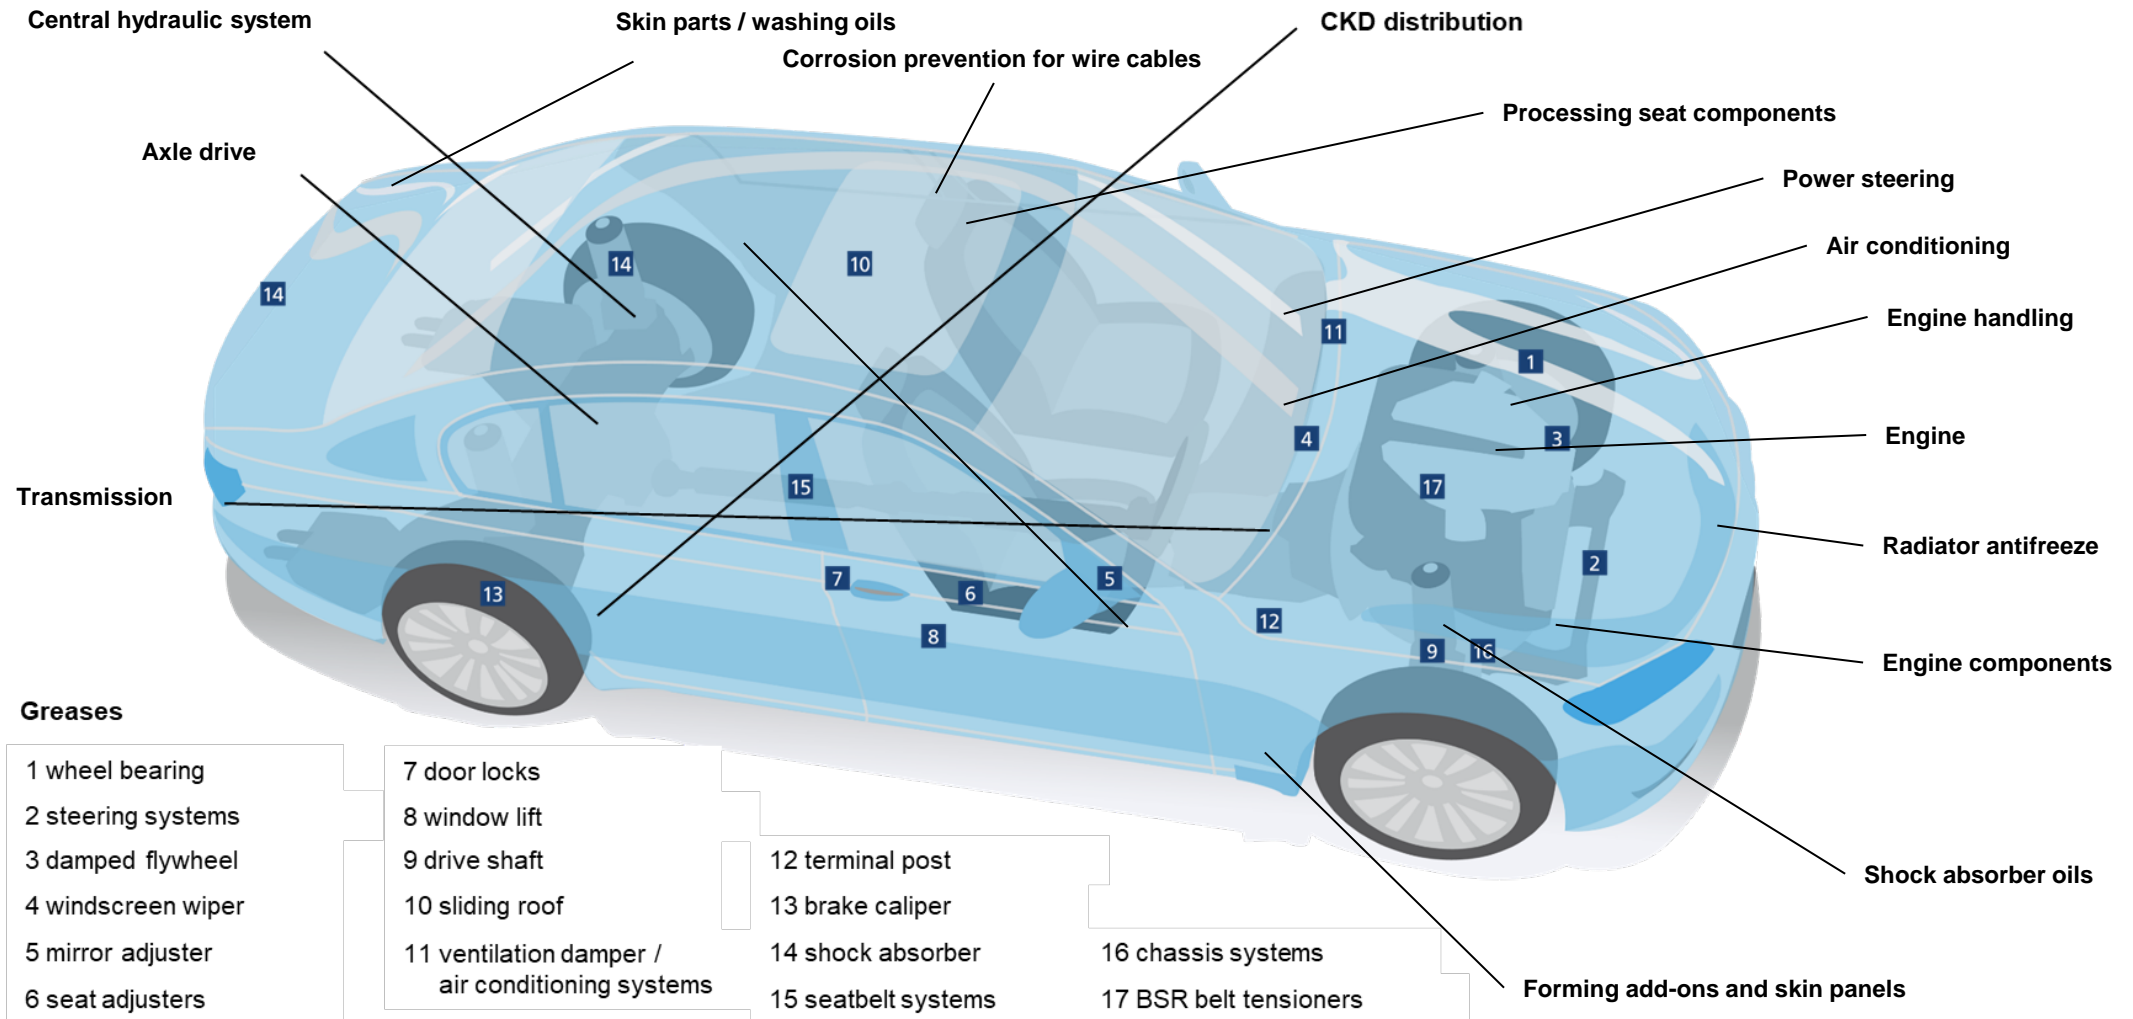 Central hydraulic system
Skin parts / washing oils
CKD distribution
Corrosion prevention for wire cables
Processing seat components
Axle drive
Power steering
Air conditioning
14
10
14
11
Engine handling
1
4
3
Engine
15
17
Transmission
Radiator antifreeze
2
7
5
13
6
12
8
9
16
Engine components
Greases
1 wheel bearing
2 steering systems
3 damped flywheel
4 windscreen wiper
5 mirror adjuster
6 seat adjusters
7 door locks
8 window lift
9 drive shaft
10 sliding roof
11 ventilation damper /
air conditioning systems
12 terminal post
13 brake caliper
14 shock absorber
15 seatbelt systems
16 chassis systems
17 BSR belt tensioners
Shock absorber oils
Forming add-ons and skin panels